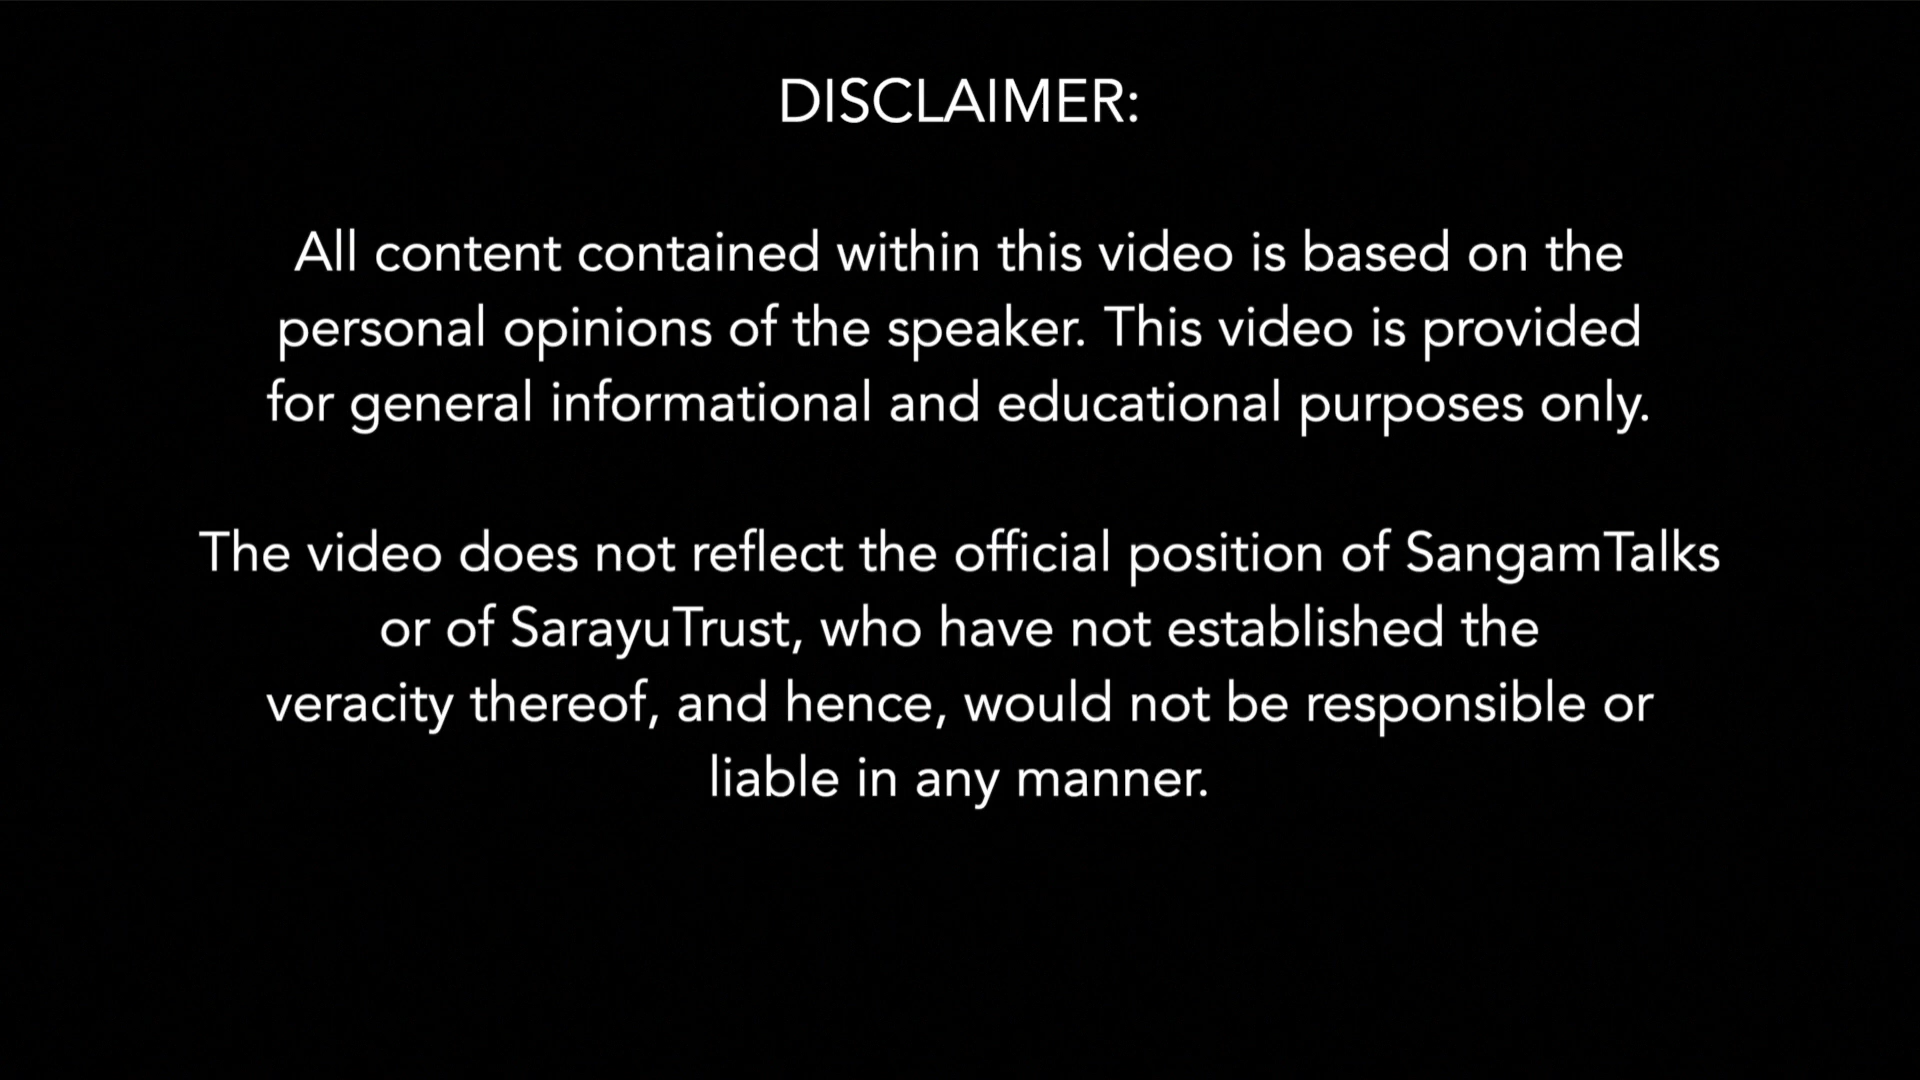 DISCLAIMER:
All content contained within this video is based on the
personal opinions of the speaker. This video is provided
for general informational and educational purposes only.
The video does not reflect the official position of SangamTalks
or of SarayuTrust, who have not established the
veracity thereof, and hence, would not be responsible or
liable in any manner.